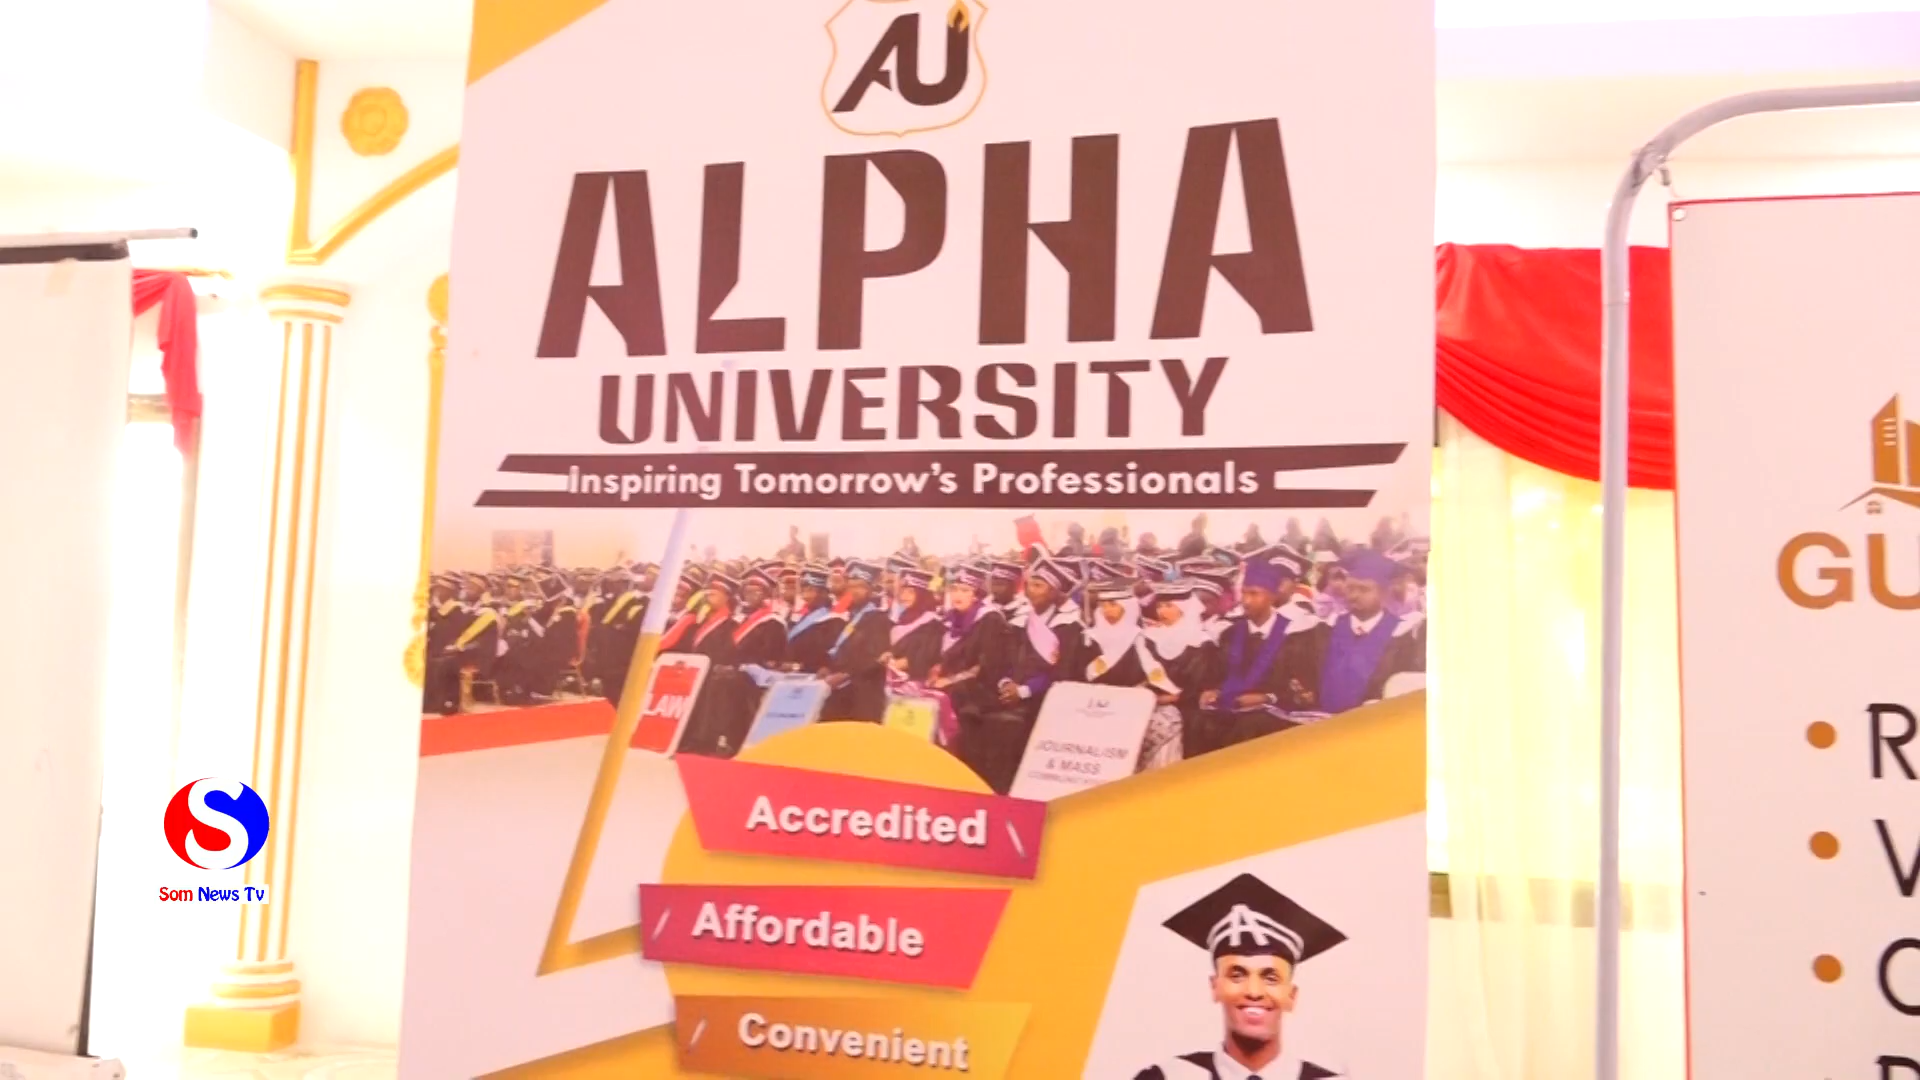 AU
ALPHA
UNIVERSITY
Inspiring Tomorrow's Professionals
LAW
JOURNALISM
& MASS
Accredited
Affordable
Convenient
GU
R
V
Som News Tv